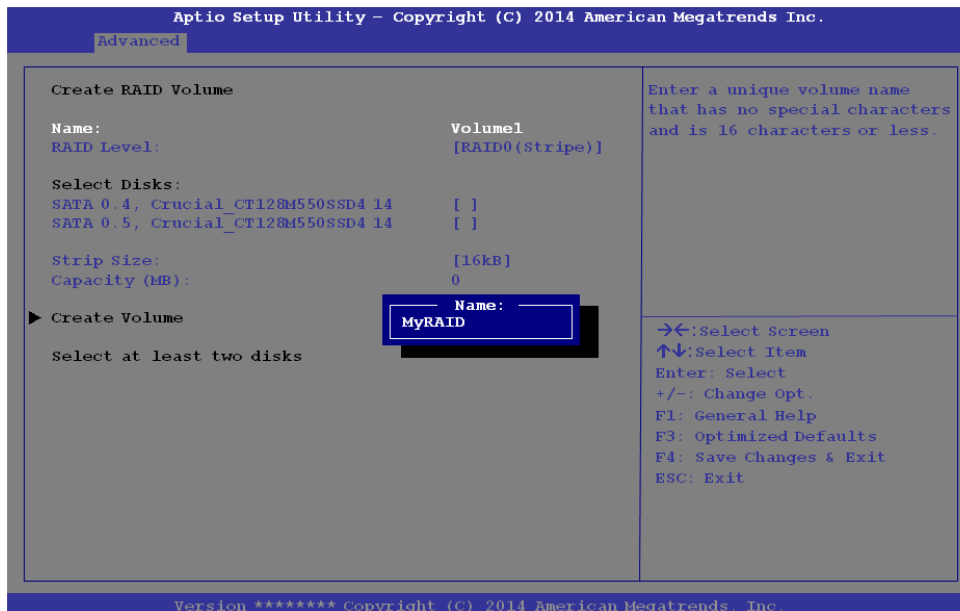 Aptio Setup Utility – Copyright (C) 2014 American Megatrends Inc.
Advanced
Create RAID Volume
Name: Volume1
RAID Level: [RAID0(Stripe)]
Select Disks:
SATA 0.4, Crucial_CT128M550SSD4 14 [ ]
SATA 0.5, Crucial_CT128M550SSD4 14 [ ]
Strip Size: [16kB]
Capacity (MB): 0
Create Volume
Select at least two disks
Name:
MyRAID
Enter a unique volume name
that has no special characters
and is 16 characters or less.
→←:Select Screen
↑↓:Select Item
Enter: Select
+/-: Change Opt.
F1: General Help
F3: Optimized Defaults
F4: Save Changes & Exit
ESC: Exit
Version ******** Copyright (C) 2014 American Megatrends, Inc.